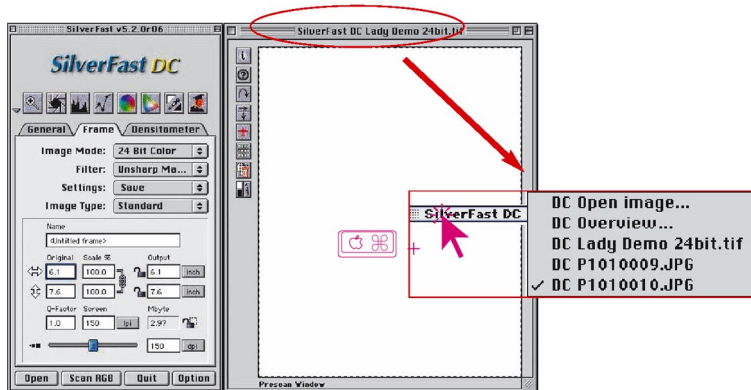 SilverFast v5.2.0r06
SilverFast DC
General Frame Densitometer
Image Mode: 24 Bit Color
Filter: Unsharp Ma...
Settings: Save
Image Type: Standard
Name
<Untitled frame>
Original Scale % Output
6.1 100.0 6.1 inch
7.6 100.0 7.6 inch
Q-Factor Screen Mbyte
1.0 150 lpi 2.97
150 dpi
Open Scan RGB Quit Option
SilverFast DC Lady Demo 24bit.tif
SilverFast DC
DC Open image...
DC Overview...
DC Lady Demo 24bit.tif
DC P1010009.JPG
✓ DC P1010010.JPG
Prescan Window